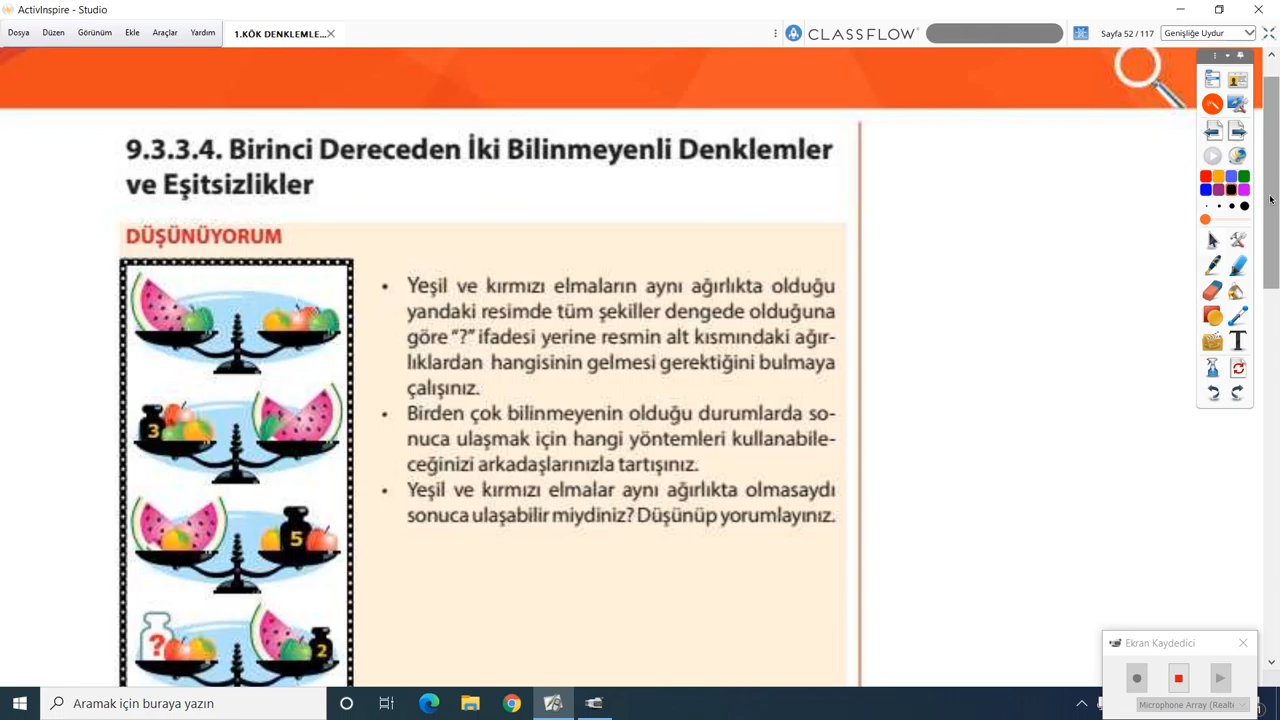 ActivInspire - Studio
Dosya Düzen Görünüm Ekle Araçlar Yardım
1.KÖK DENKLEMLE...
CLASSFLOW
Sayfa 52 / 117
Genişliğe Uydur
9.3.3.4. Birinci Dereceden İki Bilinmeyenli Denklemler
ve Eşitsizlikler
DÜŞÜNÜYORUM
3
5
?
2
• Yeşil ve kırmızı elmaların aynı ağırlıkta olduğu
yandaki resimde tüm şekiller dengede olduğuna
göre “?” ifadesi yerine resmin alt kısmındaki ağır-
lıklardan hangisinin gelmesi gerektiğini bulmaya
çalışınız.
• Birden çok bilinmeyenin olduğu durumlarda so-
nuca ulaşmak için hangi yöntemleri kullanabile-
ceğinizi arkadaşlarınızla tartışınız.
• Yeşil ve kırmızı elmalar aynı ağırlıkta olmasaydı
sonuca ulaşabilir miydiniz? Düşünüp yorumlayınız.
Ekran Kaydedici
Microphone Array (Realt
Aramak için buraya yazın